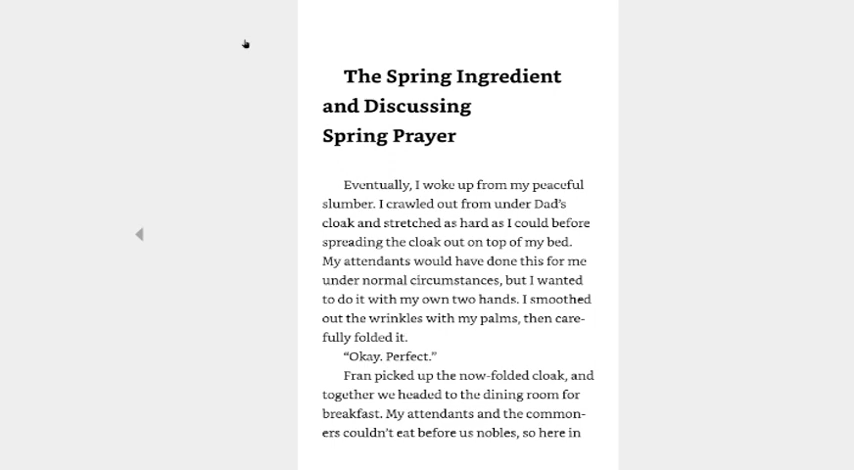 The Spring Ingredient
and Discussing
Spring Prayer
Eventually, I woke up from my peaceful
slumber. I crawled out from under Dad’s
cloak and stretched as hard as I could before
spreading the cloak out on top of my bed.
My attendants would have done this for me
under normal circumstances, but I wanted
to do it with my own two hands. I smoothed
out the wrinkles with my palms, then care-
fully folded it.
“Okay. Perfect.”
Fran picked up the now-folded cloak, and
together we headed to the dining room for
breakfast. My attendants and the common-
ers couldn’t eat before us nobles, so here in